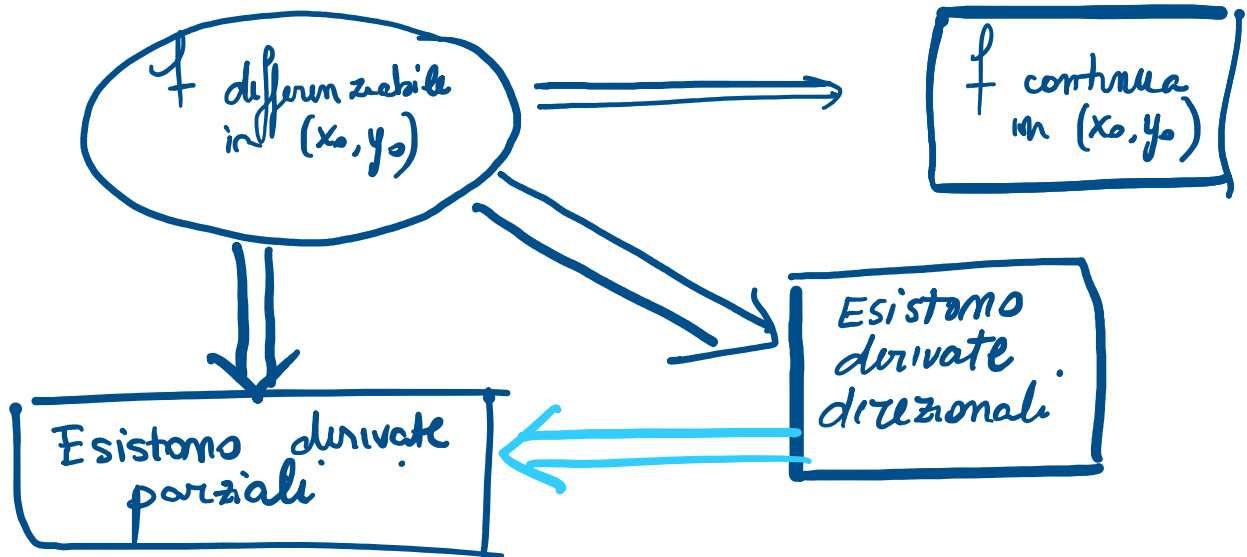 f differenziabile
in (x₀, y₀)
f continua
in (x₀, y₀)
Esistono
derivate
direzionali
Esistono derivate
parziali